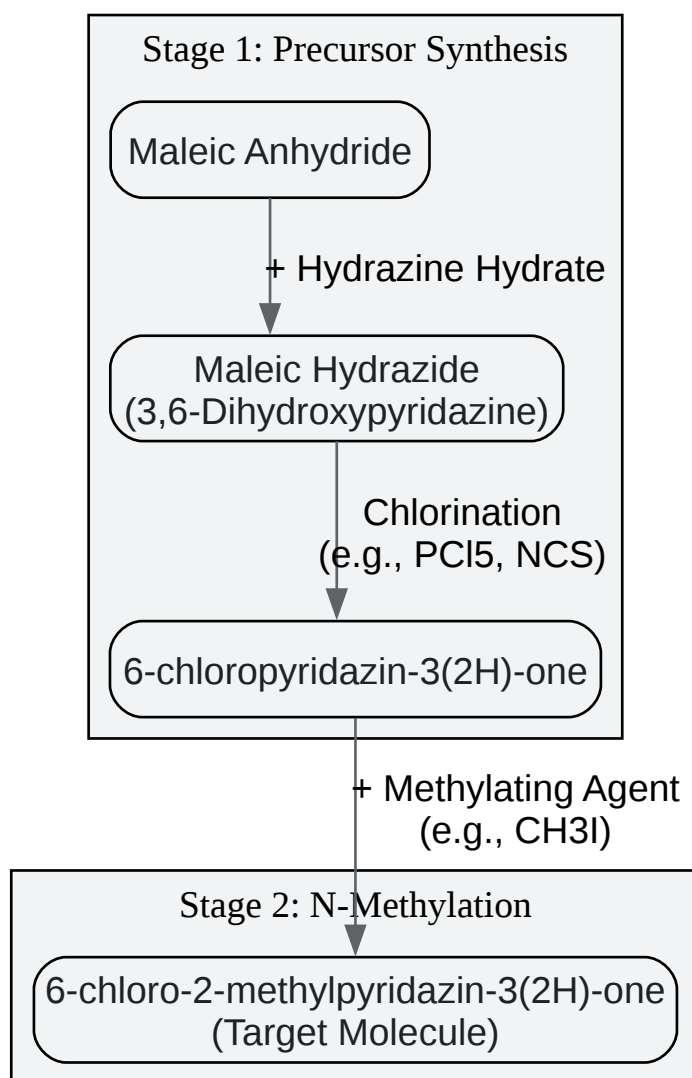 Stage 1: Precursor Synthesis
Maleic Anhydride
+ Hydrazine Hydrate
Maleic Hydrazide
(3,6-Dihydroxypyridazine)
Chlorination
(e.g., PCl5, NCS)
6-chloropyridazin-3(2H)-one
+ Methylating Agent
(e.g., CH3I)
Stage 2: N-Methylation
6-chloro-2-methylpyridazin-3(2H)-one
(Target Molecule)